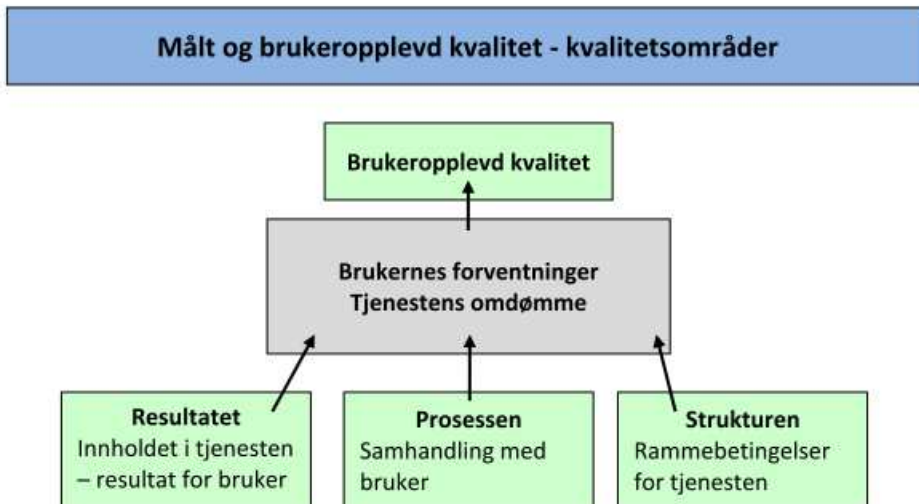 Målt og brukeropplevd kvalitet - kvalitetsområder
Brukeropplevd kvalitet
Brukernes forventninger
Tjenestens omdømme
Resultatet
Innholdet i tjenesten
– resultat for bruker
Prosessen
Samhandling med
bruker
Strukturen
Rammebetingelser
for tjenesten